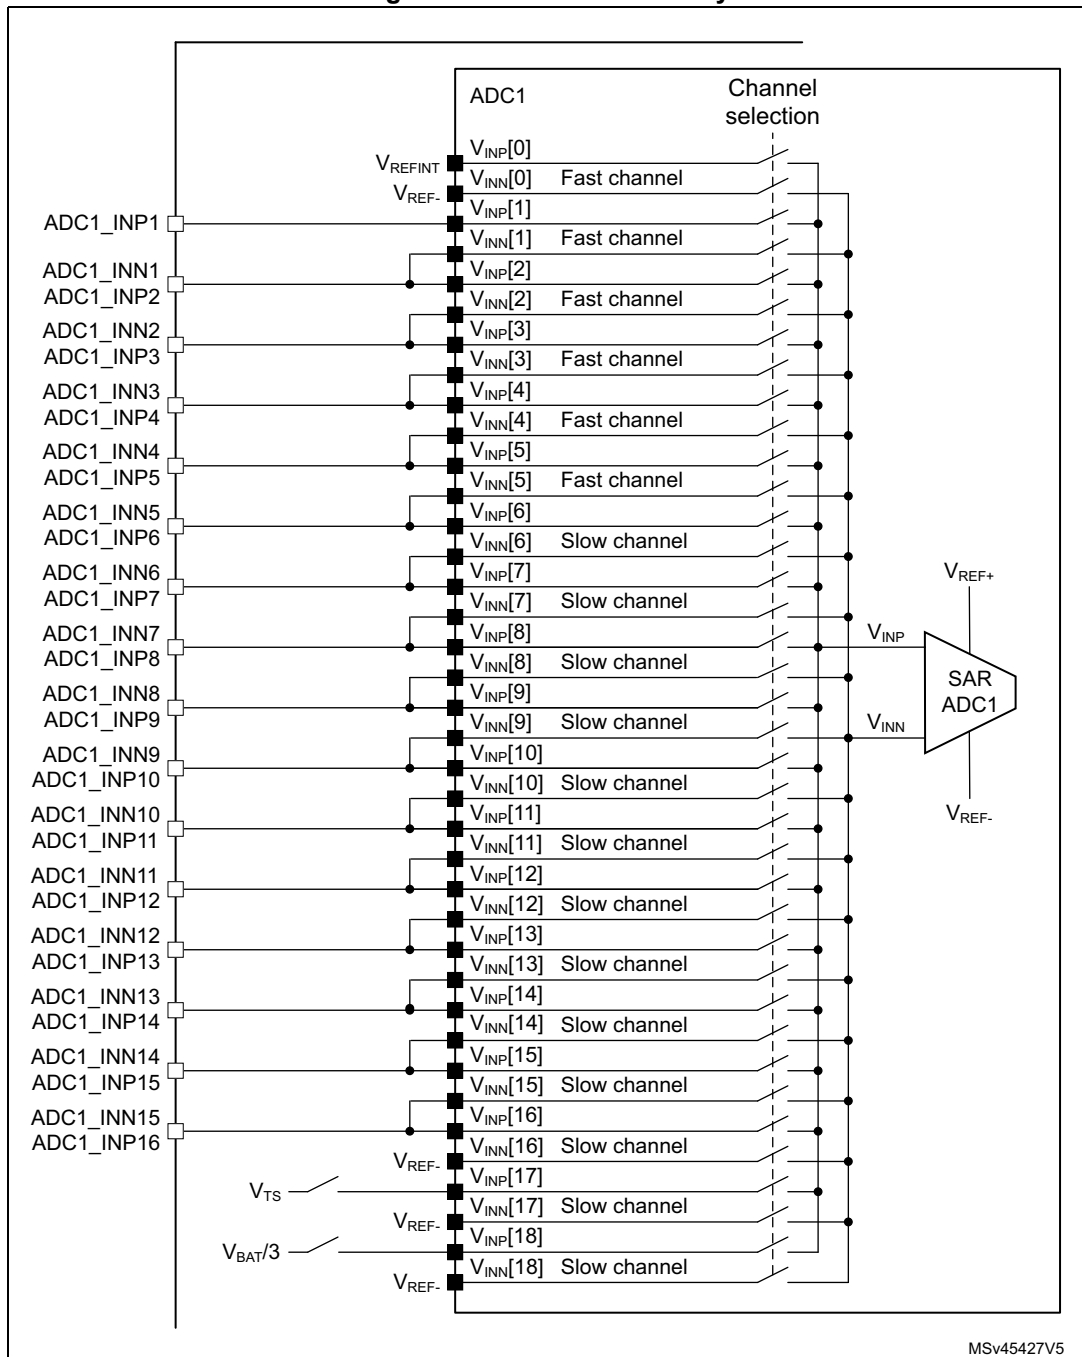 ADC1
Channel
selection
VREFINT
VINP[0]
VREF-
VINN[0] Fast channel
ADC1_INP1
VINP[1]
VINN[1] Fast channel
ADC1_INN1
ADC1_INP2
VINP[2]
VINN[2] Fast channel
ADC1_INN2
ADC1_INP3
VINP[3]
VINN[3] Fast channel
ADC1_INN3
ADC1_INP4
VINP[4]
VINN[4] Fast channel
ADC1_INN4
ADC1_INP5
VINP[5]
VINN[5] Fast channel
ADC1_INN5
ADC1_INP6
VINP[6]
VINN[6] Slow channel
ADC1_INN6
ADC1_INP7
VINP[7]
VINN[7] Slow channel
ADC1_INN7
ADC1_INP8
VINP[8]
VINN[8] Slow channel
ADC1_INN8
ADC1_INP9
VINP[9]
VINN[9] Slow channel
ADC1_INN9
ADC1_INP10
VINP[10]
VINN[10] Slow channel
ADC1_INN10
ADC1_INP11
VINP[11]
VINN[11] Slow channel
ADC1_INN11
ADC1_INP12
VINP[12]
VINN[12] Slow channel
ADC1_INN12
ADC1_INP13
VINP[13]
VINN[13] Slow channel
ADC1_INN13
ADC1_INP14
VINP[14]
VINN[14] Slow channel
ADC1_INN14
ADC1_INP15
VINP[15]
VINN[15] Slow channel
ADC1_INN15
ADC1_INP16
VINP[16]
VREF-
VINN[16] Slow channel
VTS
VINP[17]
VREF-
VINN[17] Slow channel
VBAT/3
VINP[18]
VREF-
VINN[18] Slow channel
VREF+
VINP
SAR
ADC1
VINN
VREF-
MSv45427V5